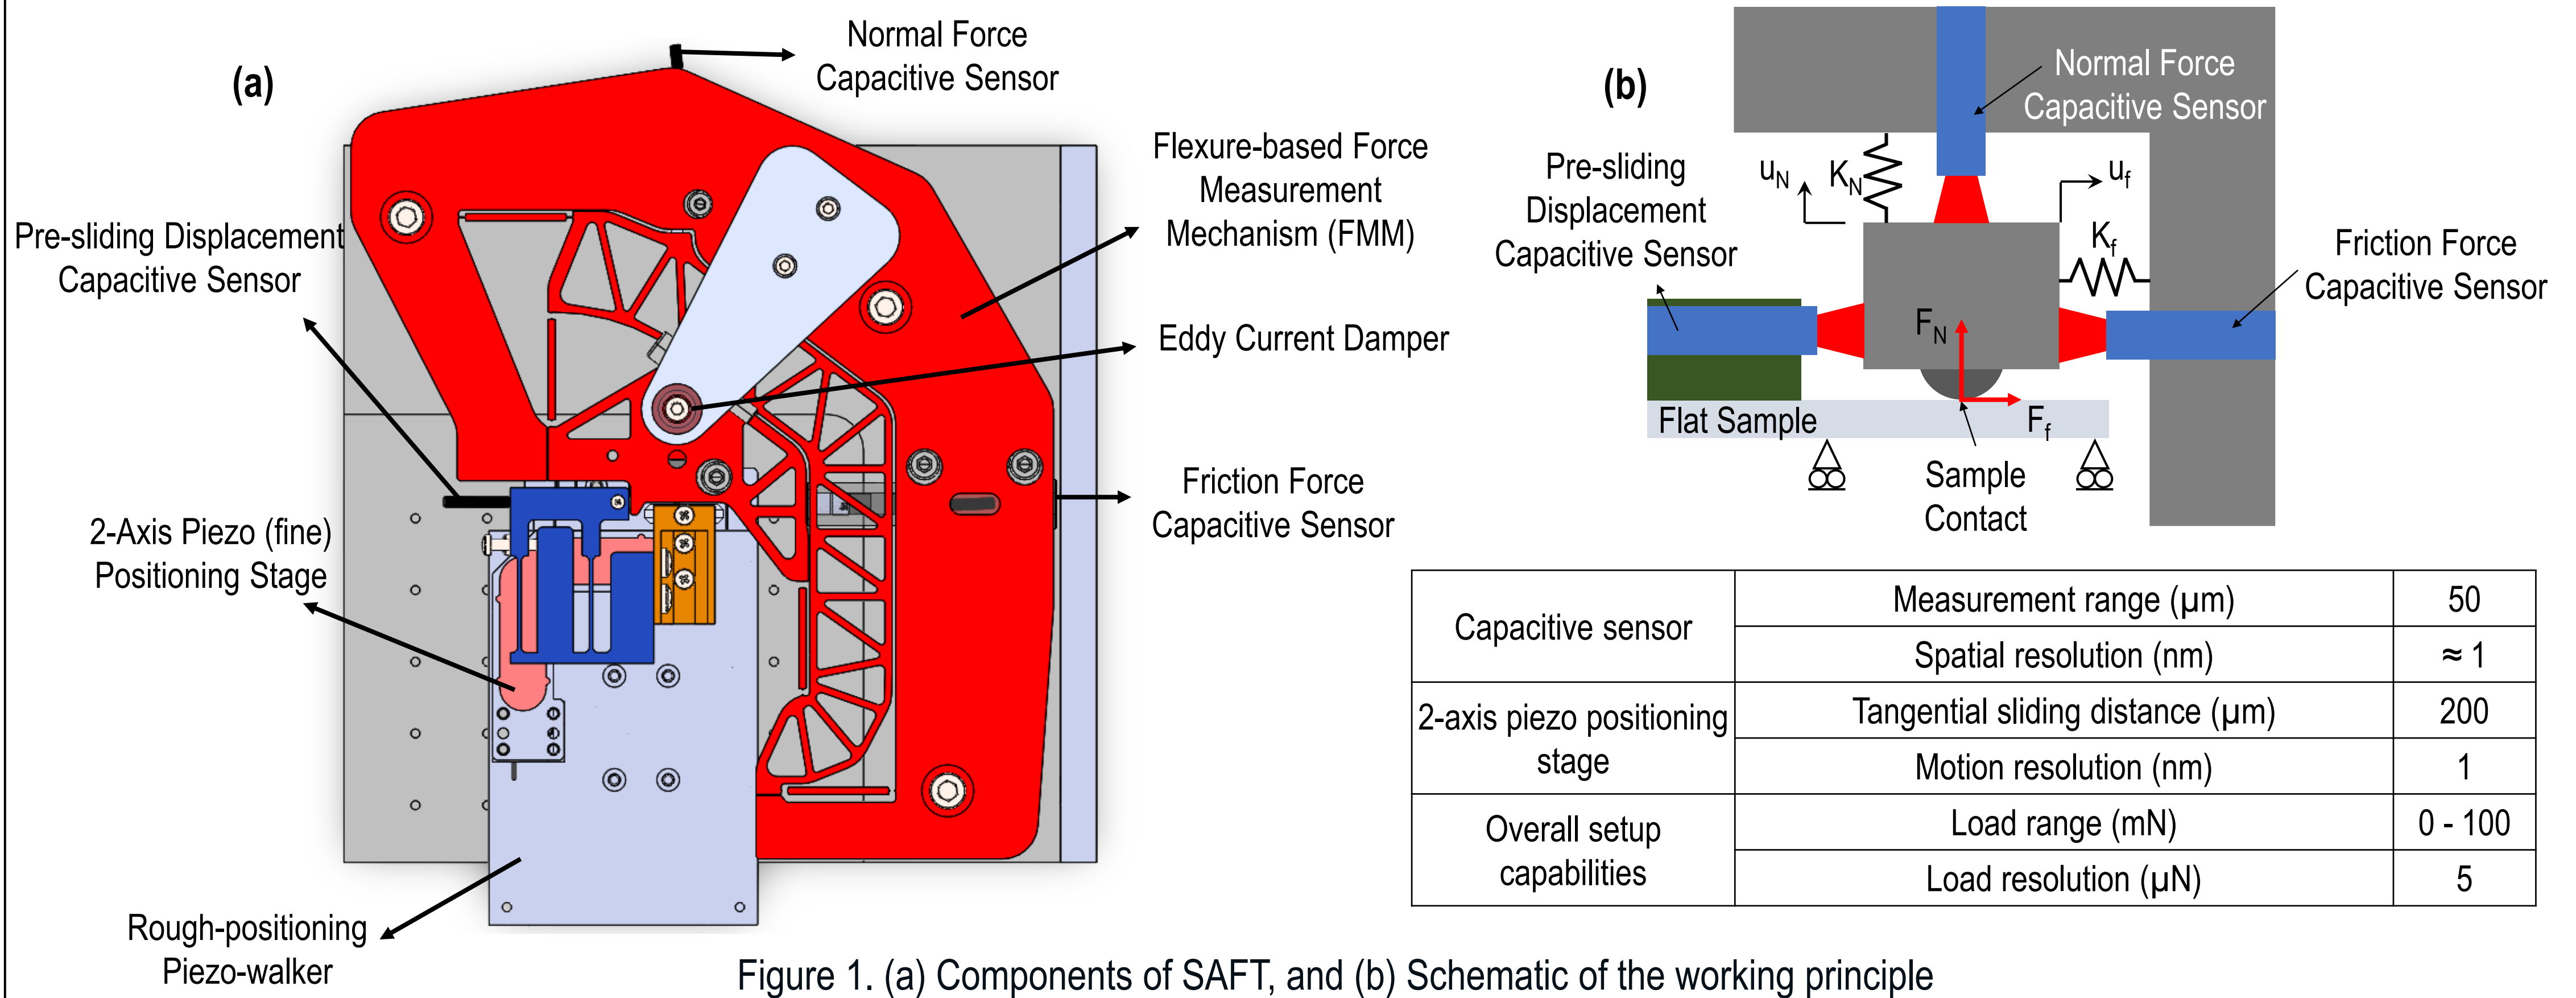 (a)
Normal Force
Capacitive Sensor
Flexure-based Force
Measurement
Mechanism (FMM)
Pre-sliding Displacement
Capacitive Sensor
Eddy Current Damper
Friction Force
Capacitive Sensor
2-Axis Piezo (fine)
Positioning Stage
Rough-positioning
Piezo-walker
(b)
Normal Force
Capacitive Sensor
Pre-sliding
Displacement
Capacitive Sensor
uN
KN
uf
Kf
Friction Force
Capacitive Sensor
FN
Ff
Flat Sample
Sample
Contact
Capacitive sensor
Measurement range (µm) 50
Spatial resolution (nm) ≈ 1
2-axis piezo positioning
stage
Tangential sliding distance (µm) 200
Motion resolution (nm) 1
Overall setup
capabilities
Load range (mN) 0 - 100
Load resolution (µN) 5
Figure 1. (a) Components of SAFT, and (b) Schematic of the working principle